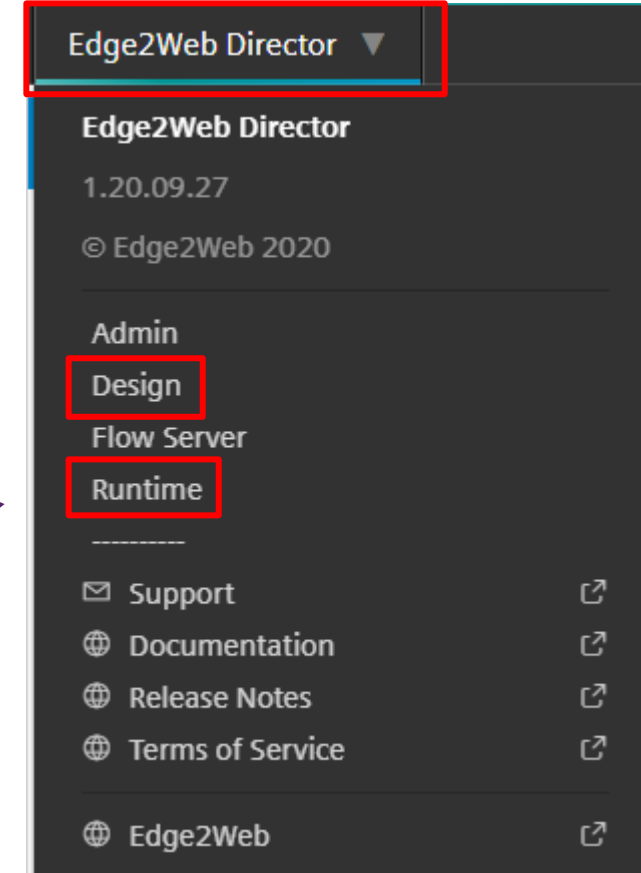 Edge2Web Director
Edge2Web Director
1.20.09.27
© Edge2Web 2020
Admin
Design
Flow Server
Runtime
----------
Support
Documentation
Release Notes
Terms of Service
Edge2Web